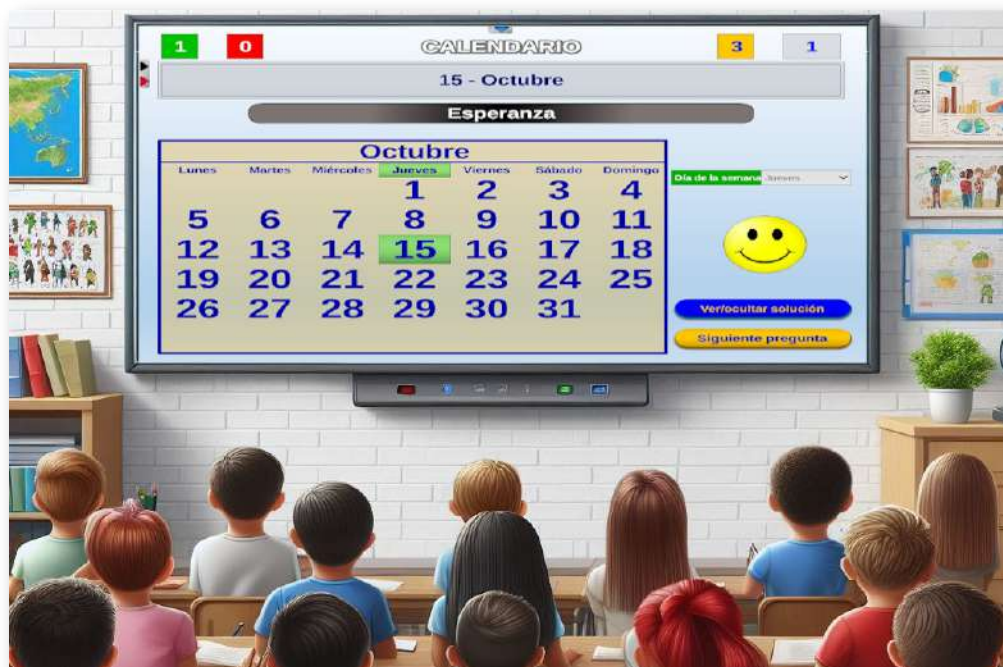 1 0 CALENDARIO 3 1
15 - Octubre
Esperanza
Octubre
Lunes Martes Miércoles Jueves Viernes Sábado Domingo
1 2 3 4
5 6 7 8 9 10 11
12 13 14 15 16 17 18
19 20 21 22 23 24 25
26 27 28 29 30 31
Día de la semana Jueves
Ver/ocultar solución
Siguiente pregunta